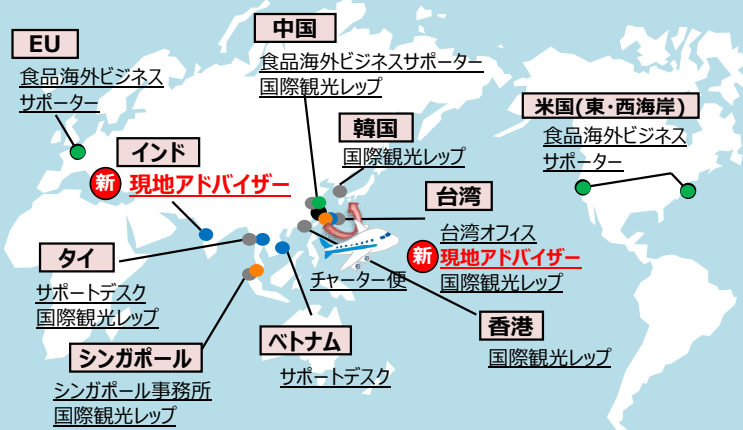 EU
食品海外ビジネス
サポーター
中国
食品海外ビジネスサポーター
国際観光レップ
韓国
国際観光レップ
米国(東・西海岸)
食品海外ビジネス
サポーター
インド
新 現地アドバイザー
台湾
台湾オフィス
新 現地アドバイザー
国際観光レップ
タイ
サポートデスク
国際観光レップ
チャーター便
香港
国際観光レップ
シンガポール
シンガポール事務所
国際観光レップ
ベトナム
サポートデスク